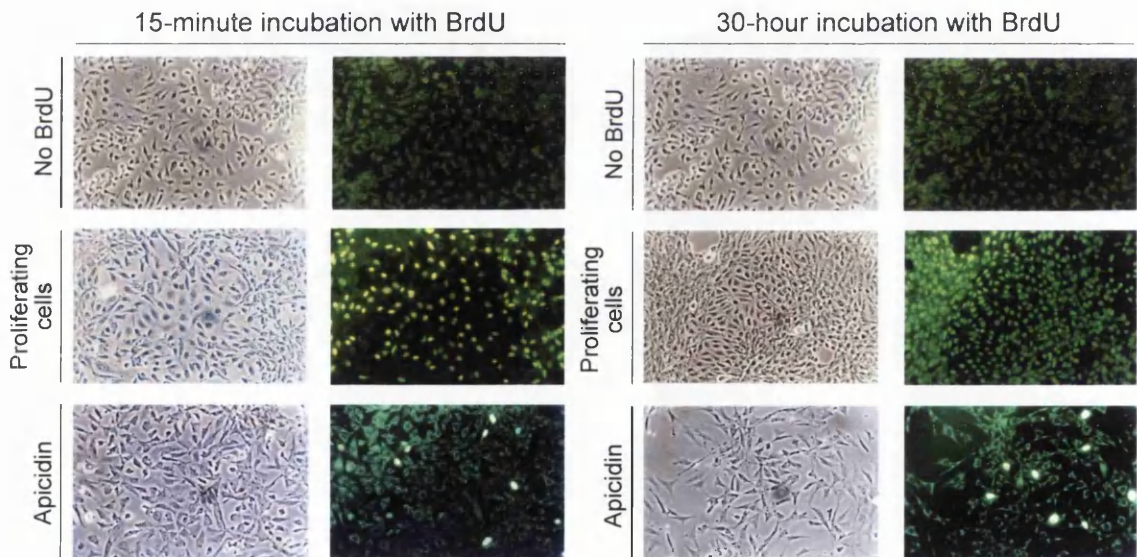 15-minute incubation with BrdU
30-hour incubation with BrdU
No BrdU
No BrdU
Proliferating
cells
Proliferating
cells
Apicidin
Apicidin